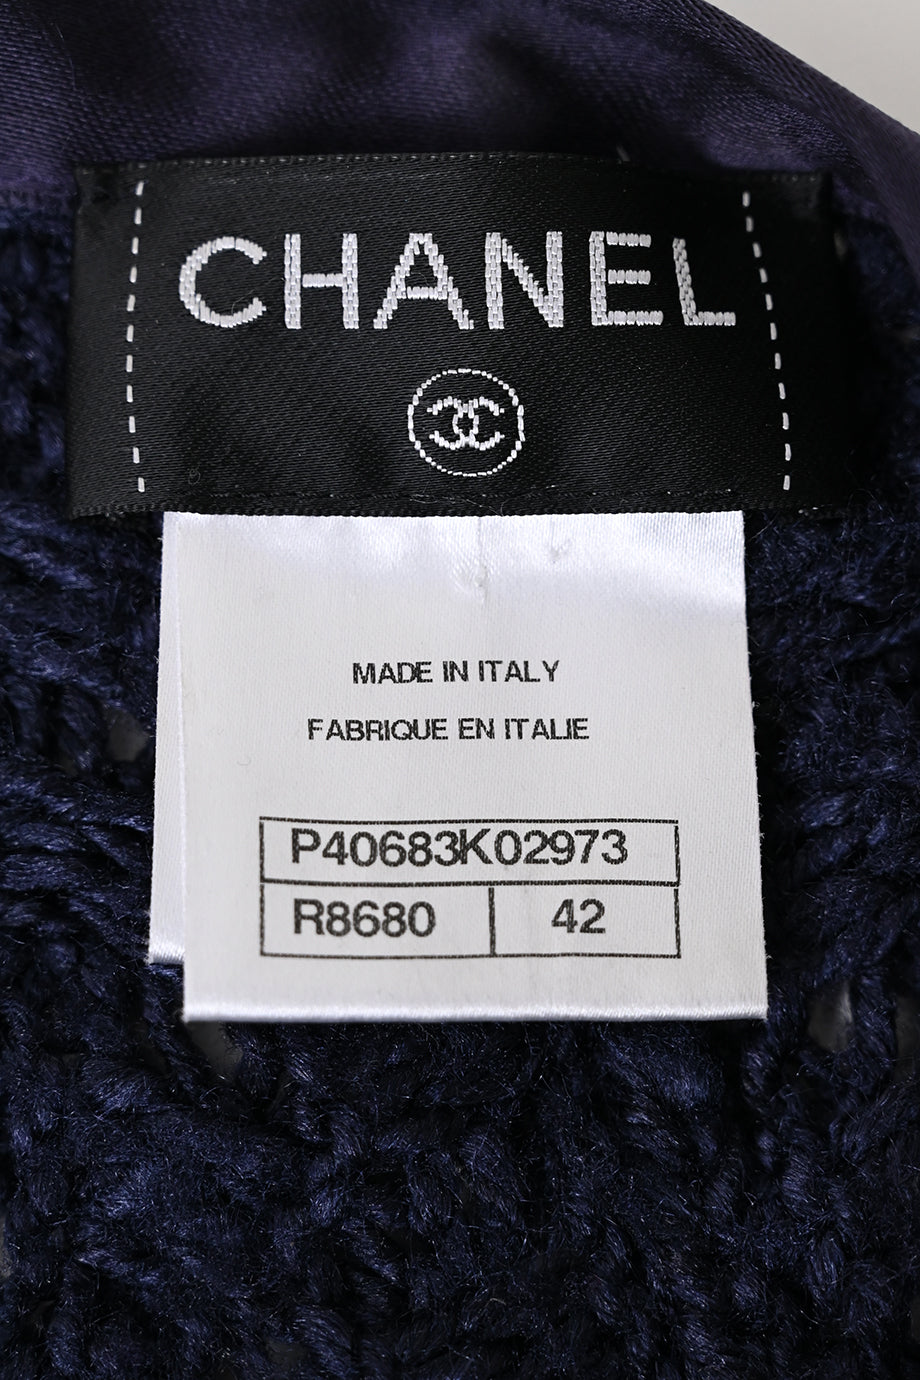 CHANEL
MADE IN ITALY
FABRIQUE EN ITALIE
P40683K02973
R8680 42